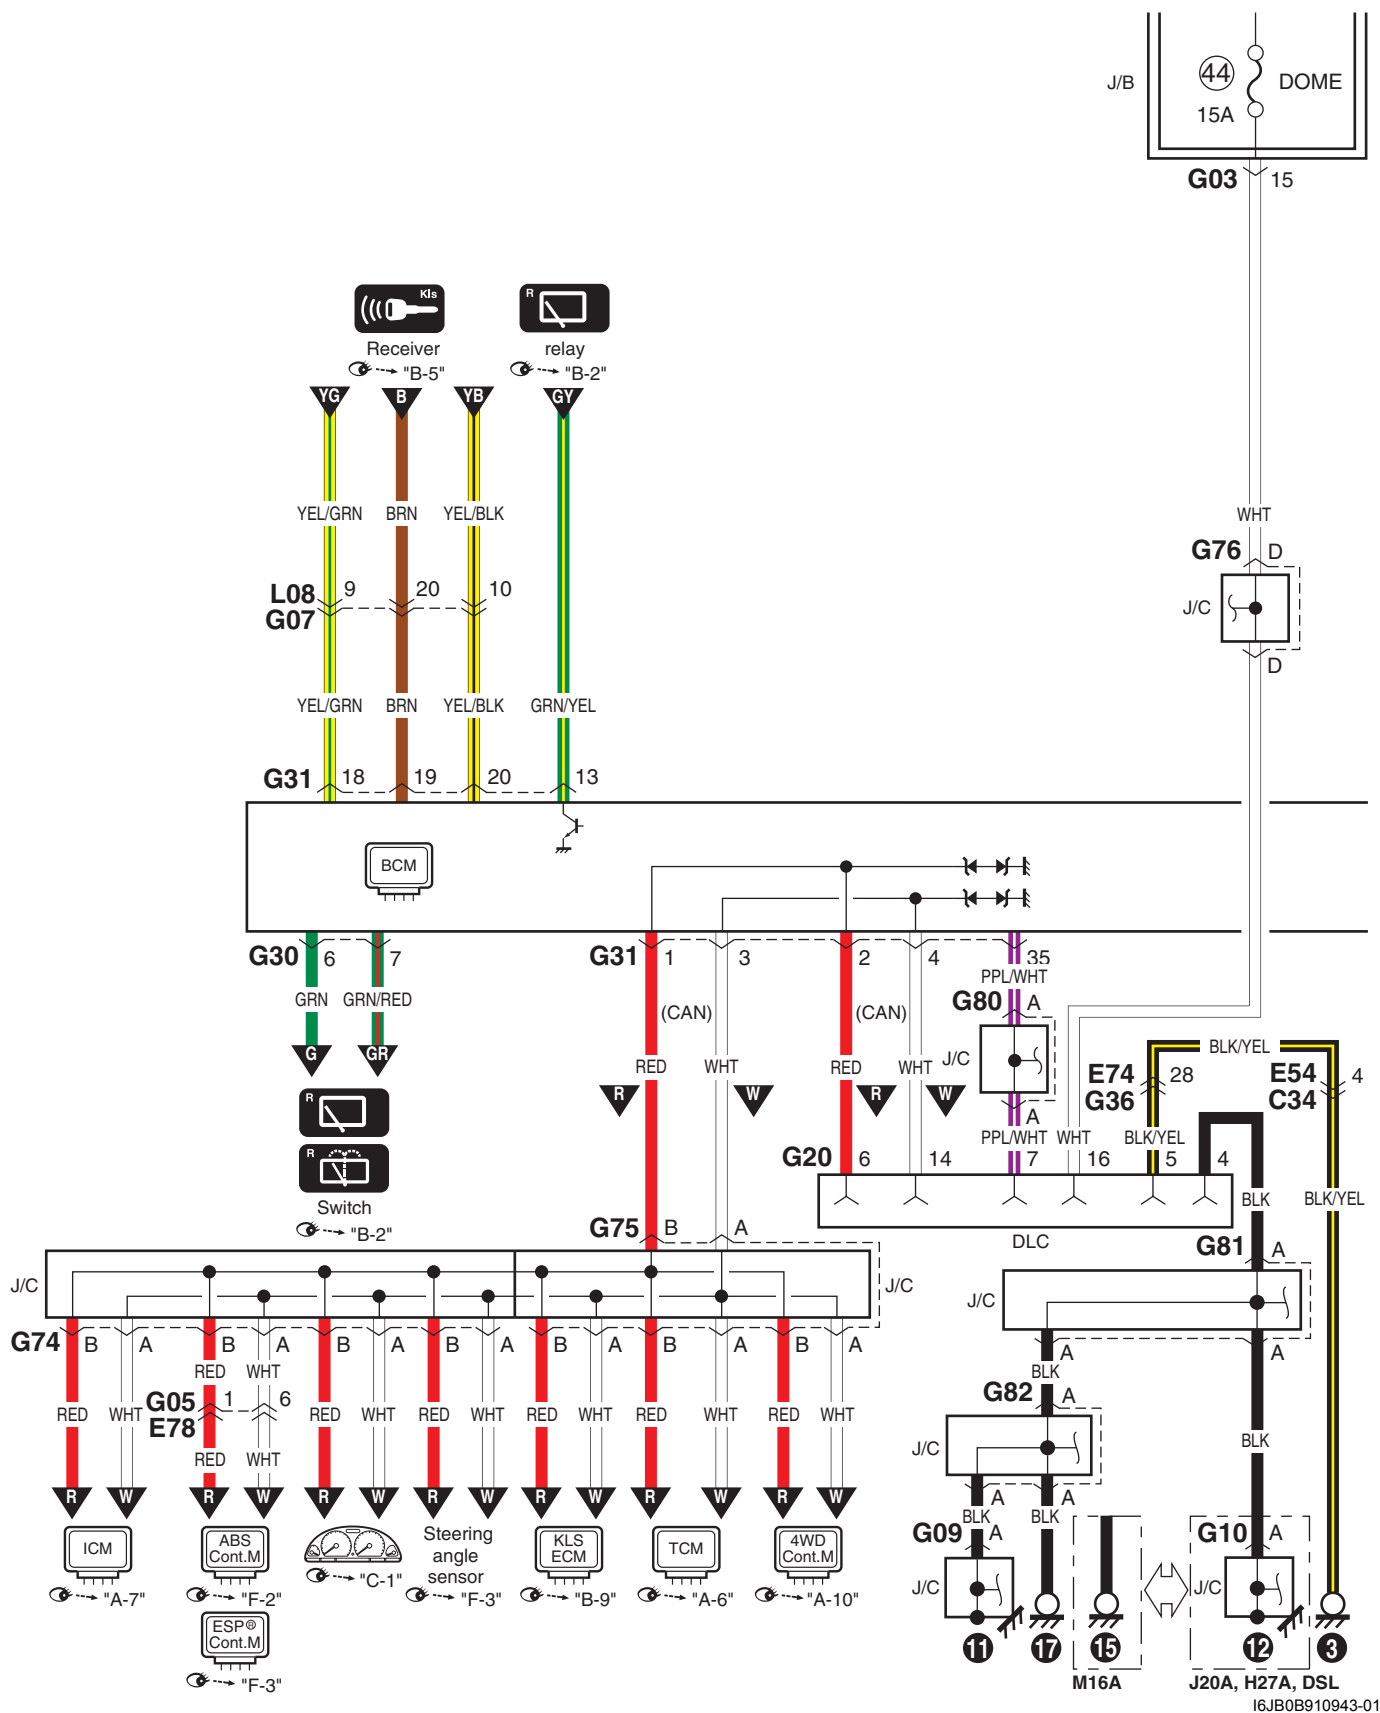 44
DOME
J/B
15A
G03
15
Kls
R
Receiver
relay
"B-5"
"B-2"
YG
B
YB
GY
YEL/GRN
BRN
YEL/BLK
WHT
G76
D
L08
9
20
10
G07
J/C
D
YEL/GRN
BRN
YEL/BLK
GRN/YEL
G31
18
19
20
13
BCM
G30
6
7
G31
1
3
2
4
35
PPL/WHT
GRN
GRN/RED
G80
A
(CAN)
(CAN)
G
GR
J/C
BLK/YEL
RED
WHT
RED
WHT
E74
28
E54
4
R
W
R
W
G36
C34
R
A
PPL/WHT
WHT
BLK/YEL
R
G20
6
14
7
16
5
4
Switch
BLK
BLK/YEL
"B-2"
G75
B
A
DLC
G81
A
J/C
J/C
J/C
G74
B
A
B
A
B
A
B
A
B
A
B
A
B
A
A
A
RED
WHT
BLK
G05
1
6
G82
A
E78
RED
WHT
RED
WHT
RED
WHT
RED
WHT
RED
WHT
RED
WHT
BLK
J/C
RED
WHT
R
W
R
W
R
W
R
W
R
W
R
W
R
W
A
A
BLK
BLK
G09
A
G10
A
ICM
ABS
Cont.M
Steering
angle
sensor
KLS
ECM
TCM
4WD
Cont.M
J/C
J/C
"A-7"
"F-2"
"C-1"
"F-3"
"B-9"
"A-6"
"A-10"
ESP®
Cont.M
11
17
15
12
3
"F-3"
M16A
J20A, H27A, DSL
I6JB0B910943-01